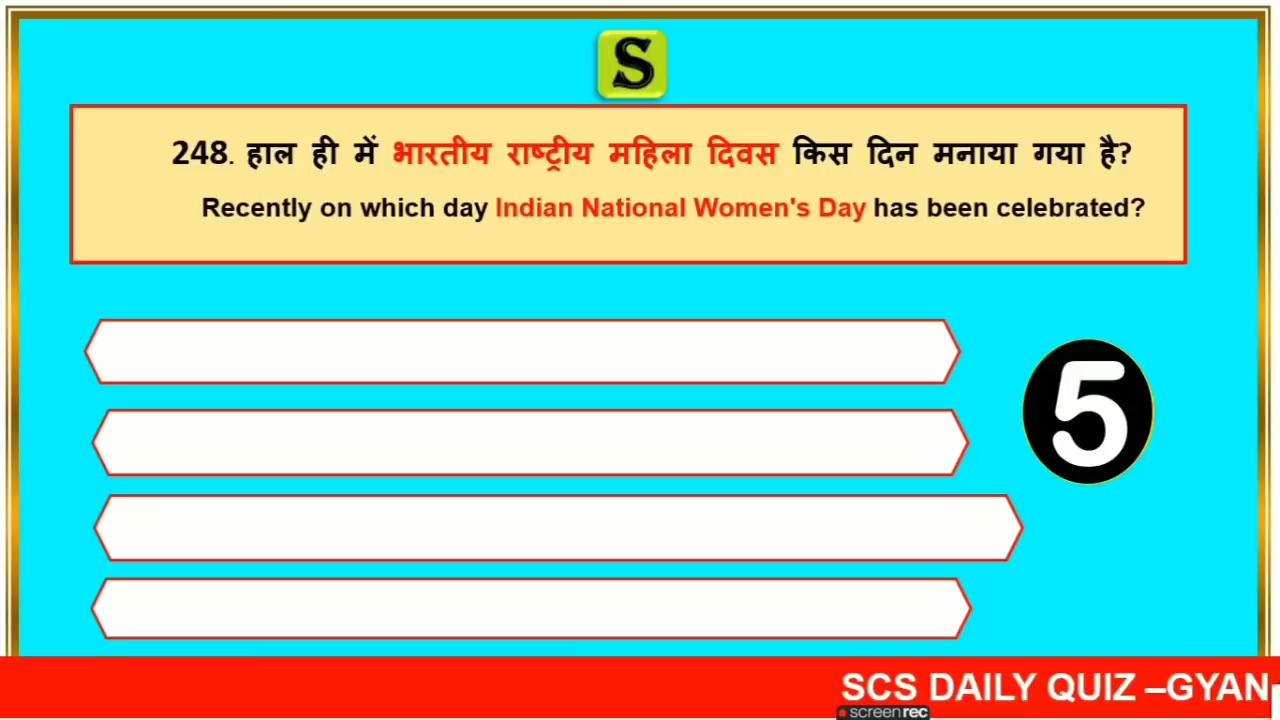 S
248. हाल ही में भारतीय राष्ट्रीय महिला दिवस किस दिन मनाया गया है?
Recently on which day Indian National Women's Day has been celebrated?
5
SCS DAILY QUIZ –GYAN
screenrec